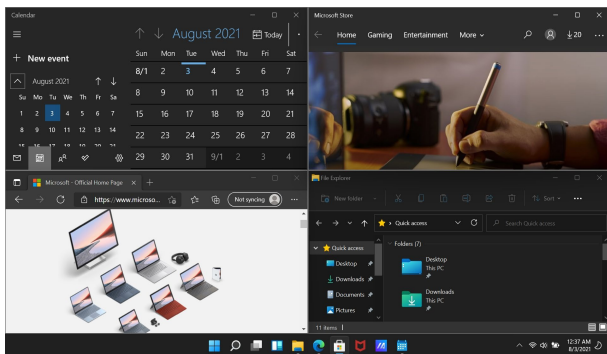 Calendar
New event
August 2021
Su Mo Tu We Th Fr Sa
1 2 3 4 5 6 7
8 9 10 11 12 13 14
15 16 17 18 19 20 21
August 2021 Today
Sun Mon Tue Wed Thu Fri Sat
8/1 2 3 4 5 6 7
8 9 10 11 12 13 14
15 16 17 18 19 20 21
22 23 24 25 26 27 28
29 30 31 9/1 2 3 4
Microsoft Store
Home Gaming Entertainment More 20
Microsoft - Official Home Page
https://www.microso... Not syncing
File Explorer
New folder Sort
Quick access Search Quick access
Quick access
Desktop
Downloads
Documents
Pictures
Folders (7)
Desktop
This PC
Downloads
This PC
11 items
12:37 AM
8/3/2021